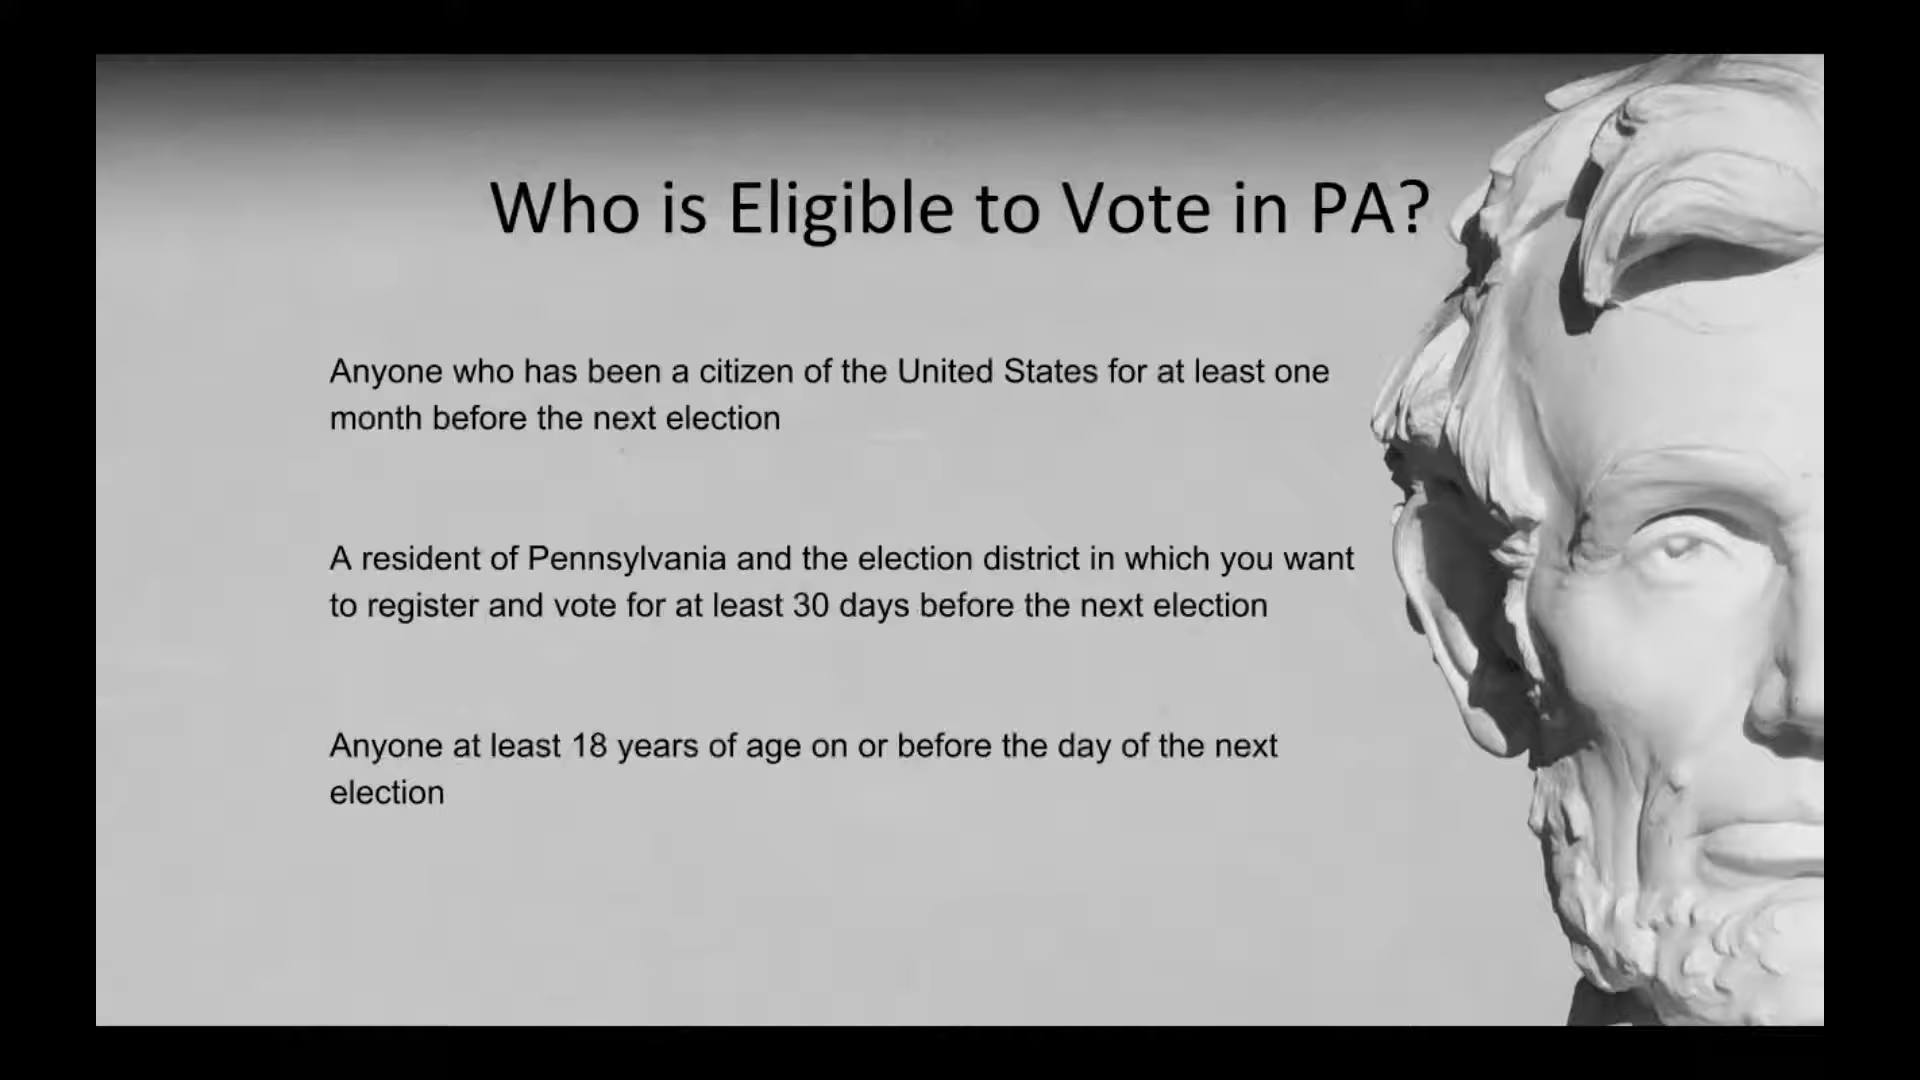 Who is Eligible to Vote in PA?
Anyone who has been a citizen of the United States for at least one
month before the next election
A resident of Pennsylvania and the election district in which you want
to register and vote for at least 30 days before the next election
Anyone at least 18 years of age on or before the day of the next
election